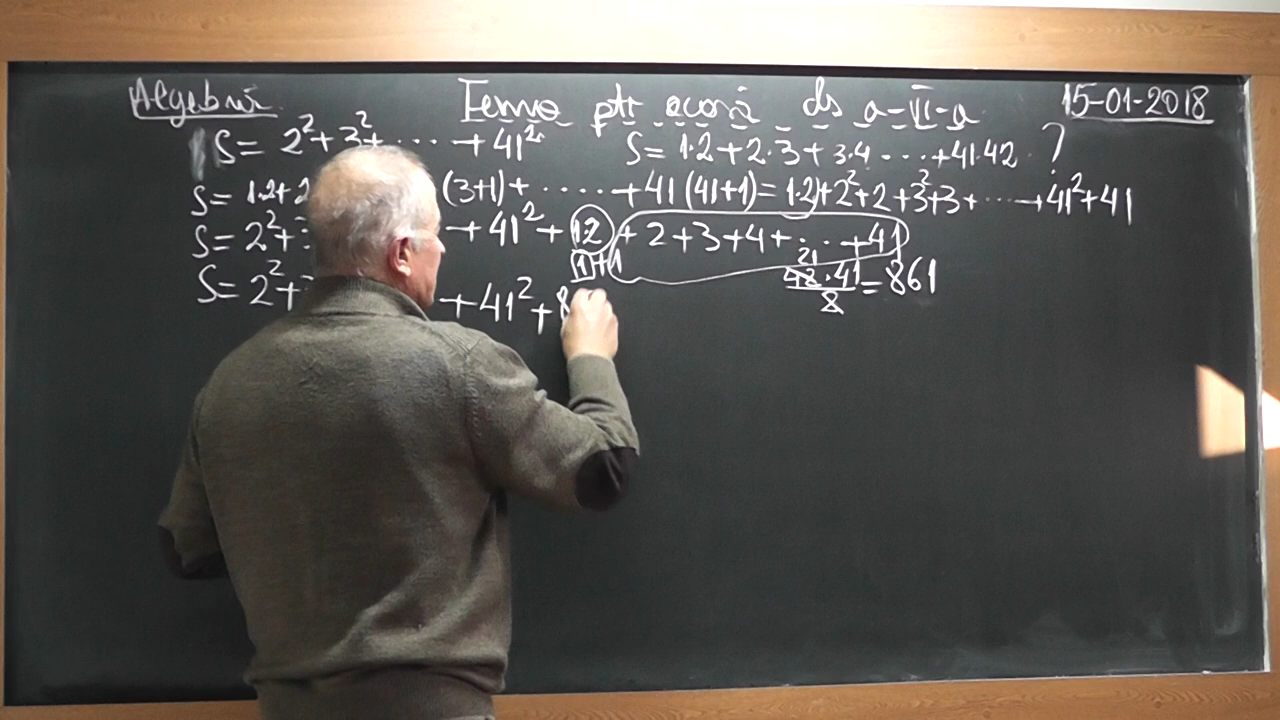 Algebră. Teme ptr acasă ds a-VI-a 15-01-2018
S= 2²+3²+ ···· +41² S= 1·2+2·3+3·4 ····+41·42 ?
S= 1·2+2 (3+1)+ ·····+41(41+1)= 1·2+2²+2+3²+3+ ····+41²+41
S= 2²+ +41²+1·2+2+3+4+····+41
1+1 21
42·41/2=861
S= 2²+ +41²+8